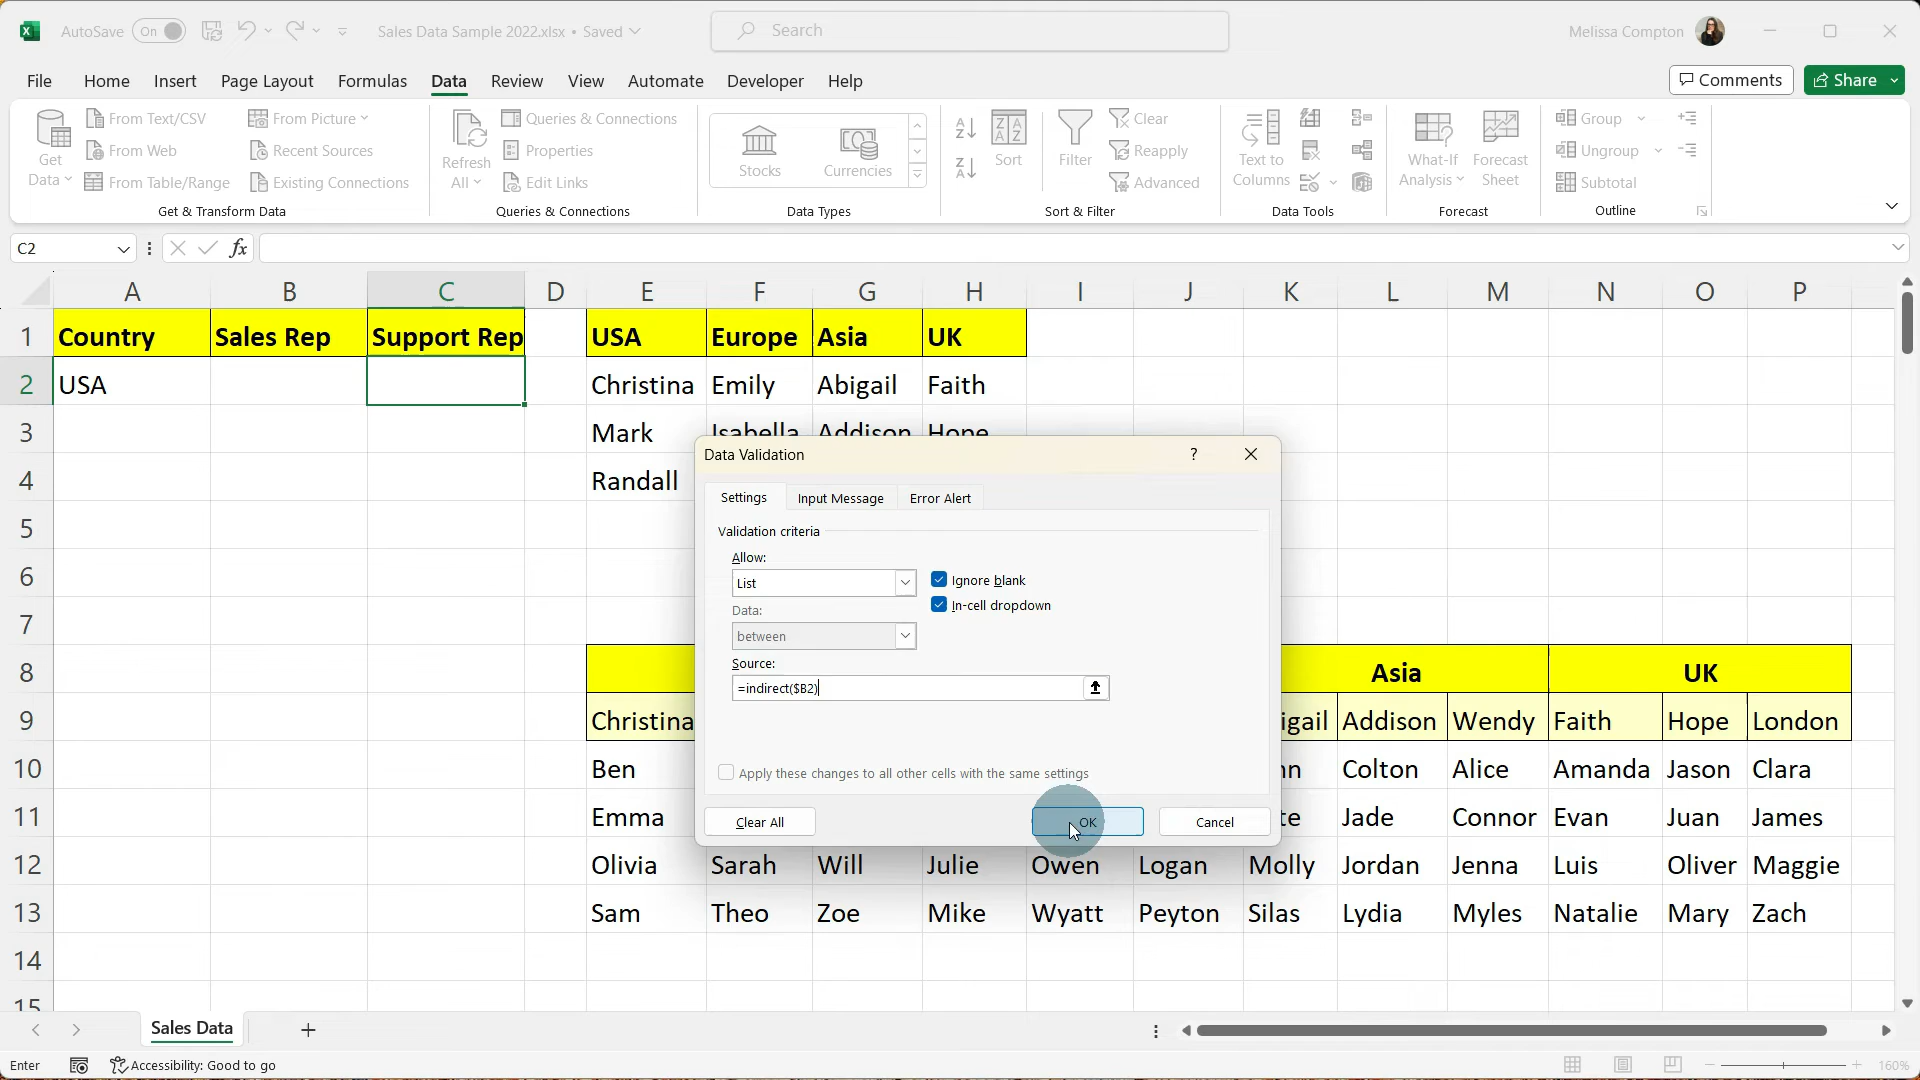 AutoSave On Sales Data Sample 2022.xlsx • Saved Search Melissa Compton
File Home Insert Page Layout Formulas Data Review View Automate Developer Help Comments Share
Get Data
From Text/CSV
From Web
From Table/Range
From Picture
Recent Sources
Existing Connections
Get & Transform Data
Refresh All
Queries & Connections
Properties
Edit Links
Queries & Connections
Stocks Currencies
Data Types
Sort Filter
Clear
Reapply
Advanced
Sort & Filter
Text to Columns
Data Tools
What-If Analysis
Forecast Sheet
Forecast
Group
Ungroup
Subtotal
Outline
C2 fx
A B C D E F G H I J K L M N O P
1 Country Sales Rep Support Rep USA Europe Asia UK
2 USA Christina Emily Abigail Faith
3 Mark Isabella Addison Hope
4 Randall
5
6
7
8 Asia UK
9 Christina igail Addison Wendy Faith Hope London
10 Ben nn Colton Alice Amanda Jason Clara
11 Emma te Jade Connor Evan Juan James
12 Olivia Sarah Will Julie Owen Logan Molly Jordan Jenna Luis Oliver Maggie
13 Sam Theo Zoe Mike Wyatt Peyton Silas Lydia Myles Natalie Mary Zach
14
15
Data Validation ?
Settings Input Message Error Alert
Validation criteria
Allow:
List Ignore blank
In-cell dropdown
Data:
between
Source:
=indirect($B2)
Apply these changes to all other cells with the same settings
Clear All OK Cancel
Sales Data
Enter Accessibility: Good to go 160%